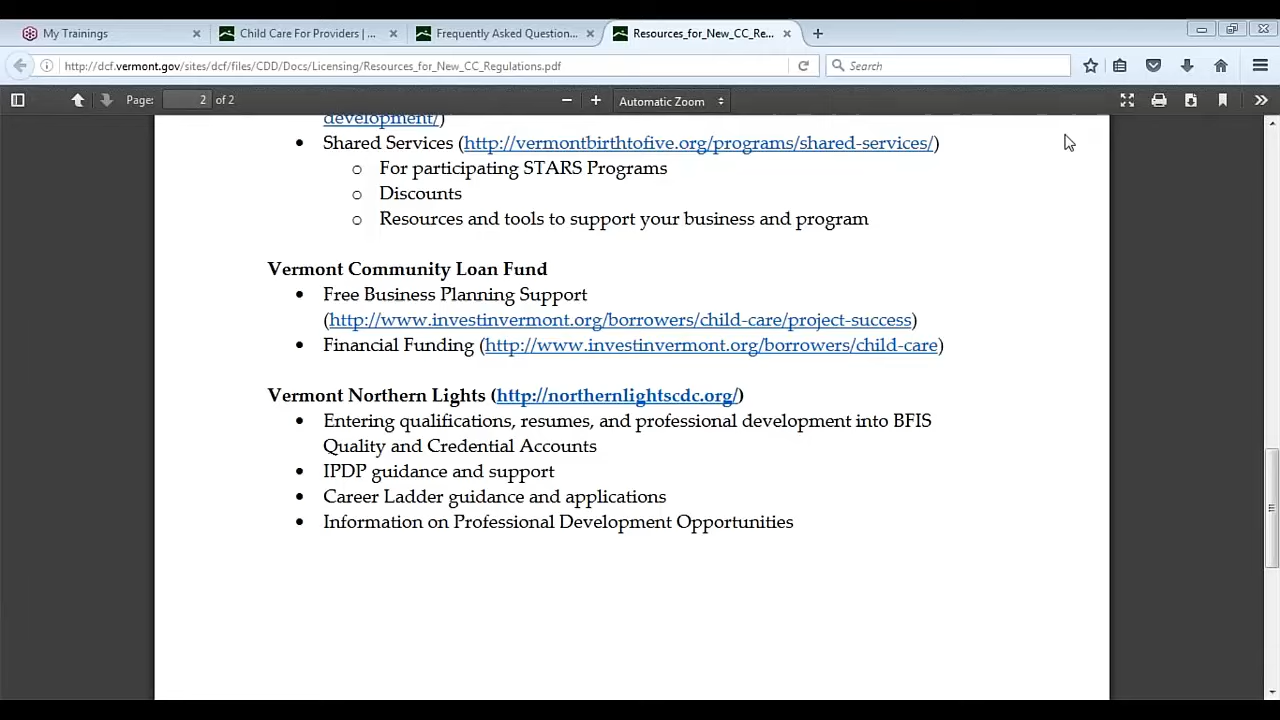 My Trainings
Child Care For Providers | ...
Frequently Asked Question...
Resources_for_New_CC_Re...
http://dcf.vermont.gov/sites/dcf/files/CDD/Docs/Licensing/Resources_for_New_CC_Regulations.pdf
Search
Page: 2 of 2
Automatic Zoom
development/)
• Shared Services (http://vermontbirthtofive.org/programs/shared-services/)
o For participating STARS Programs
o Discounts
o Resources and tools to support your business and program
Vermont Community Loan Fund
• Free Business Planning Support
(http://www.investinvermont.org/borrowers/child-care/project-success)
• Financial Funding (http://www.investinvermont.org/borrowers/child-care)
Vermont Northern Lights (http://northernlightscdc.org/)
• Entering qualifications, resumes, and professional development into BFIS
Quality and Credential Accounts
• IPDP guidance and support
• Career Ladder guidance and applications
• Information on Professional Development Opportunities